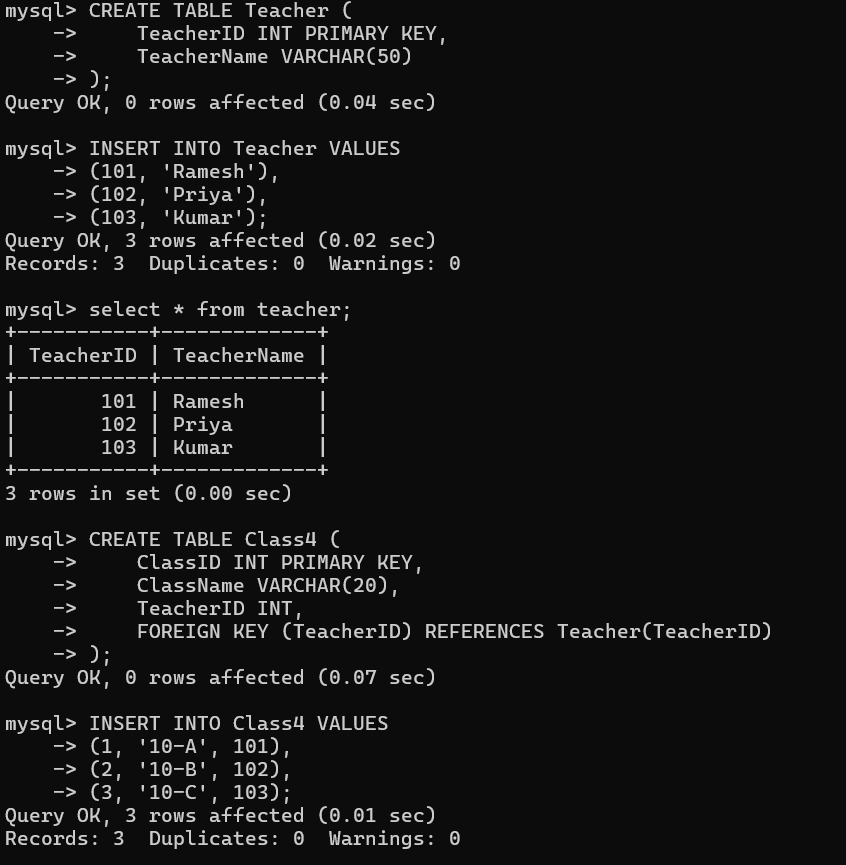 mysql> CREATE TABLE Teacher (
    ->     TeacherID INT PRIMARY KEY,
    ->     TeacherName VARCHAR(50)
    -> );
Query OK, 0 rows affected (0.04 sec)

mysql> INSERT INTO Teacher VALUES
    -> (101, 'Ramesh'),
    -> (102, 'Priya'),
    -> (103, 'Kumar');
Query OK, 3 rows affected (0.02 sec)
Records: 3  Duplicates: 0  Warnings: 0

mysql> select * from teacher;
+-----------+-------------+
| TeacherID | TeacherName |
+-----------+-------------+
|       101 | Ramesh      |
|       102 | Priya       |
|       103 | Kumar       |
+-----------+-------------+
3 rows in set (0.00 sec)

mysql> CREATE TABLE Class4 (
    ->     ClassID INT PRIMARY KEY,
    ->     ClassName VARCHAR(20),
    ->     TeacherID INT,
    ->     FOREIGN KEY (TeacherID) REFERENCES Teacher(TeacherID)
    -> );
Query OK, 0 rows affected (0.07 sec)

mysql> INSERT INTO Class4 VALUES
    -> (1, '10-A', 101),
    -> (2, '10-B', 102),
    -> (3, '10-C', 103);
Query OK, 3 rows affected (0.01 sec)
Records: 3  Duplicates: 0  Warnings: 0